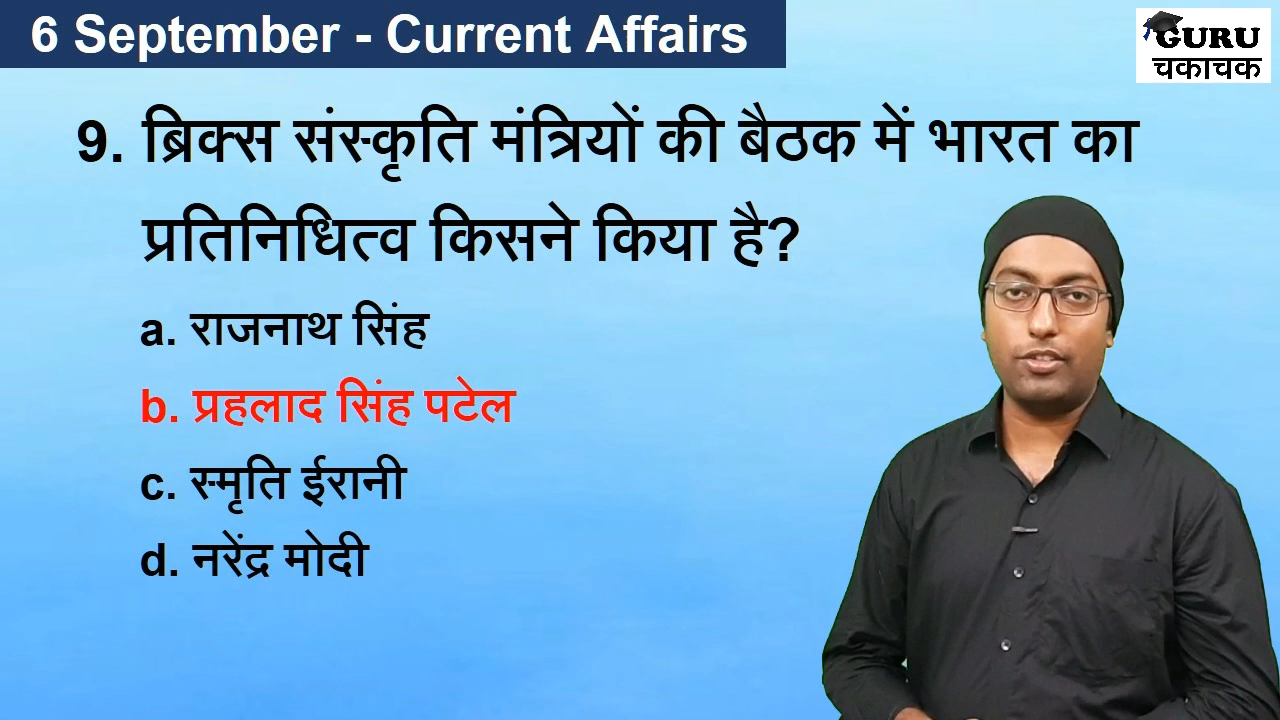 6 September - Current Affairs
GURU
चकाचक
9. ब्रिक्स संस्कृति मंत्रियों की बैठक में भारत का
प्रतिनिधित्व किसने किया है?
a. राजनाथ सिंह
b. प्रहलाद सिंह पटेल
c. स्मृति ईरानी
d. नरेंद्र मोदी